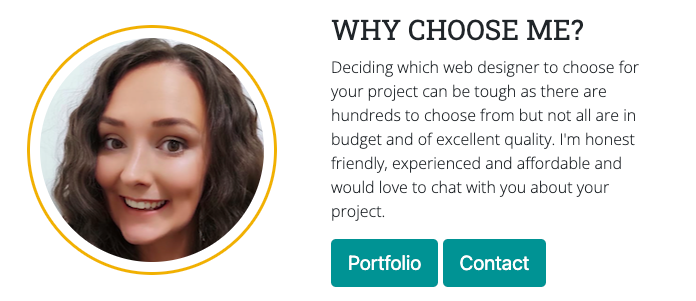 WHY CHOOSE ME?
Deciding which web designer to choose for
your project can be tough as there are
hundreds to choose from but not all are in
budget and of excellent quality. I'm honest
friendly, experienced and affordable and
would love to chat with you about your
project.
Portfolio Contact